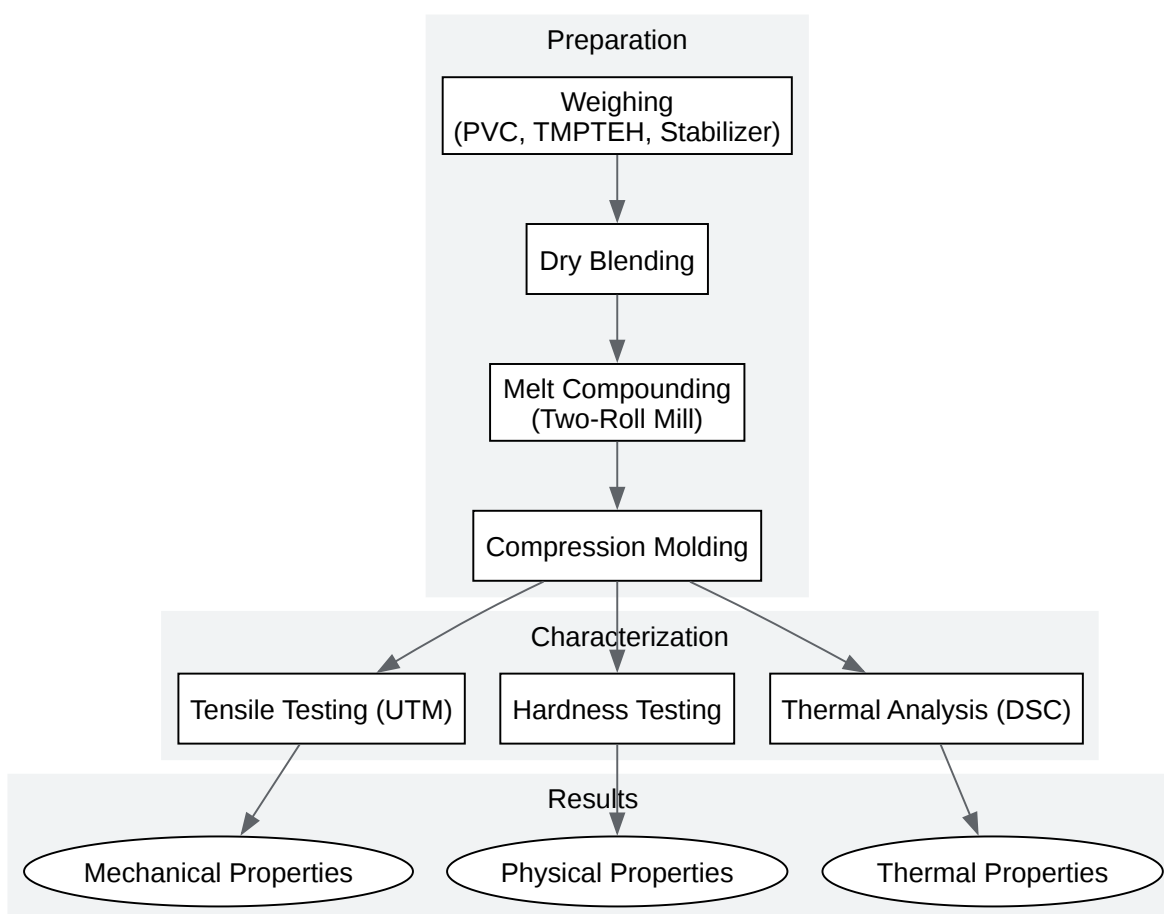 Preparation
Weighing
(PVC, TMPTEH, Stabilizer)
Dry Blending
Melt Compounding
(Two-Roll Mill)
Compression Molding
Characterization
Tensile Testing (UTM)
Hardness Testing
Thermal Analysis (DSC)
Results
Mechanical Properties
Physical Properties
Thermal Properties